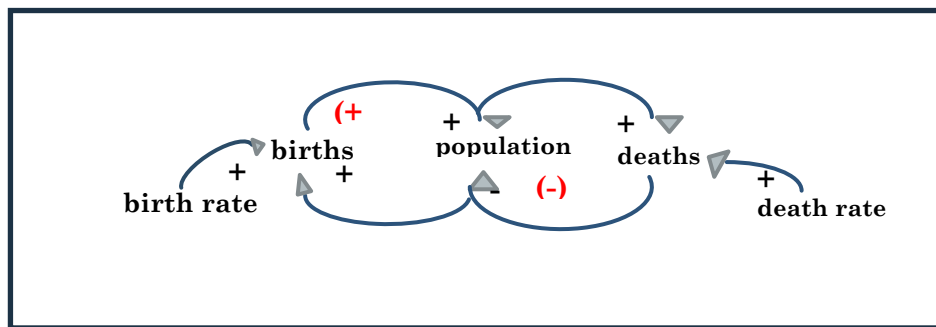 (+
+
+
births
population
deaths
+
+
-
(-)
+
birth rate
death rate